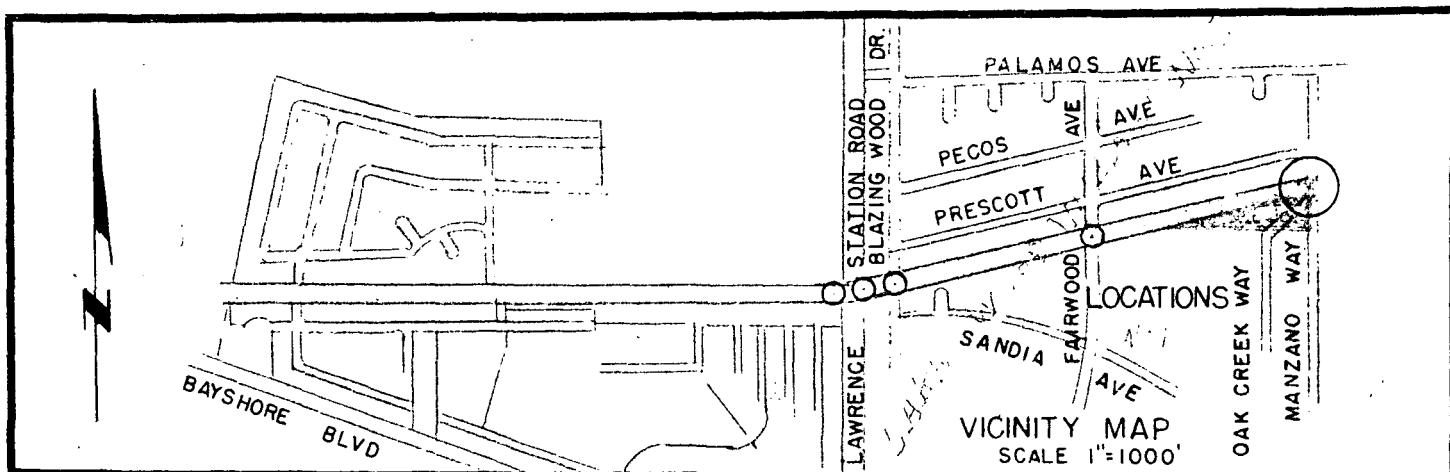 PALAMOS AVE
DR.
BLAZING WOOD
STATION ROAD
LAWRENCE
PECOS AVE
PRESCOTT AVE
FAIRWOOD AVE
LOCATIONS
SANDIA AVE
OAK CREEK WAY
MANZANO WAY
BAYSHORE BLVD
N
VICINITY MAP
SCALE 1"=1000'